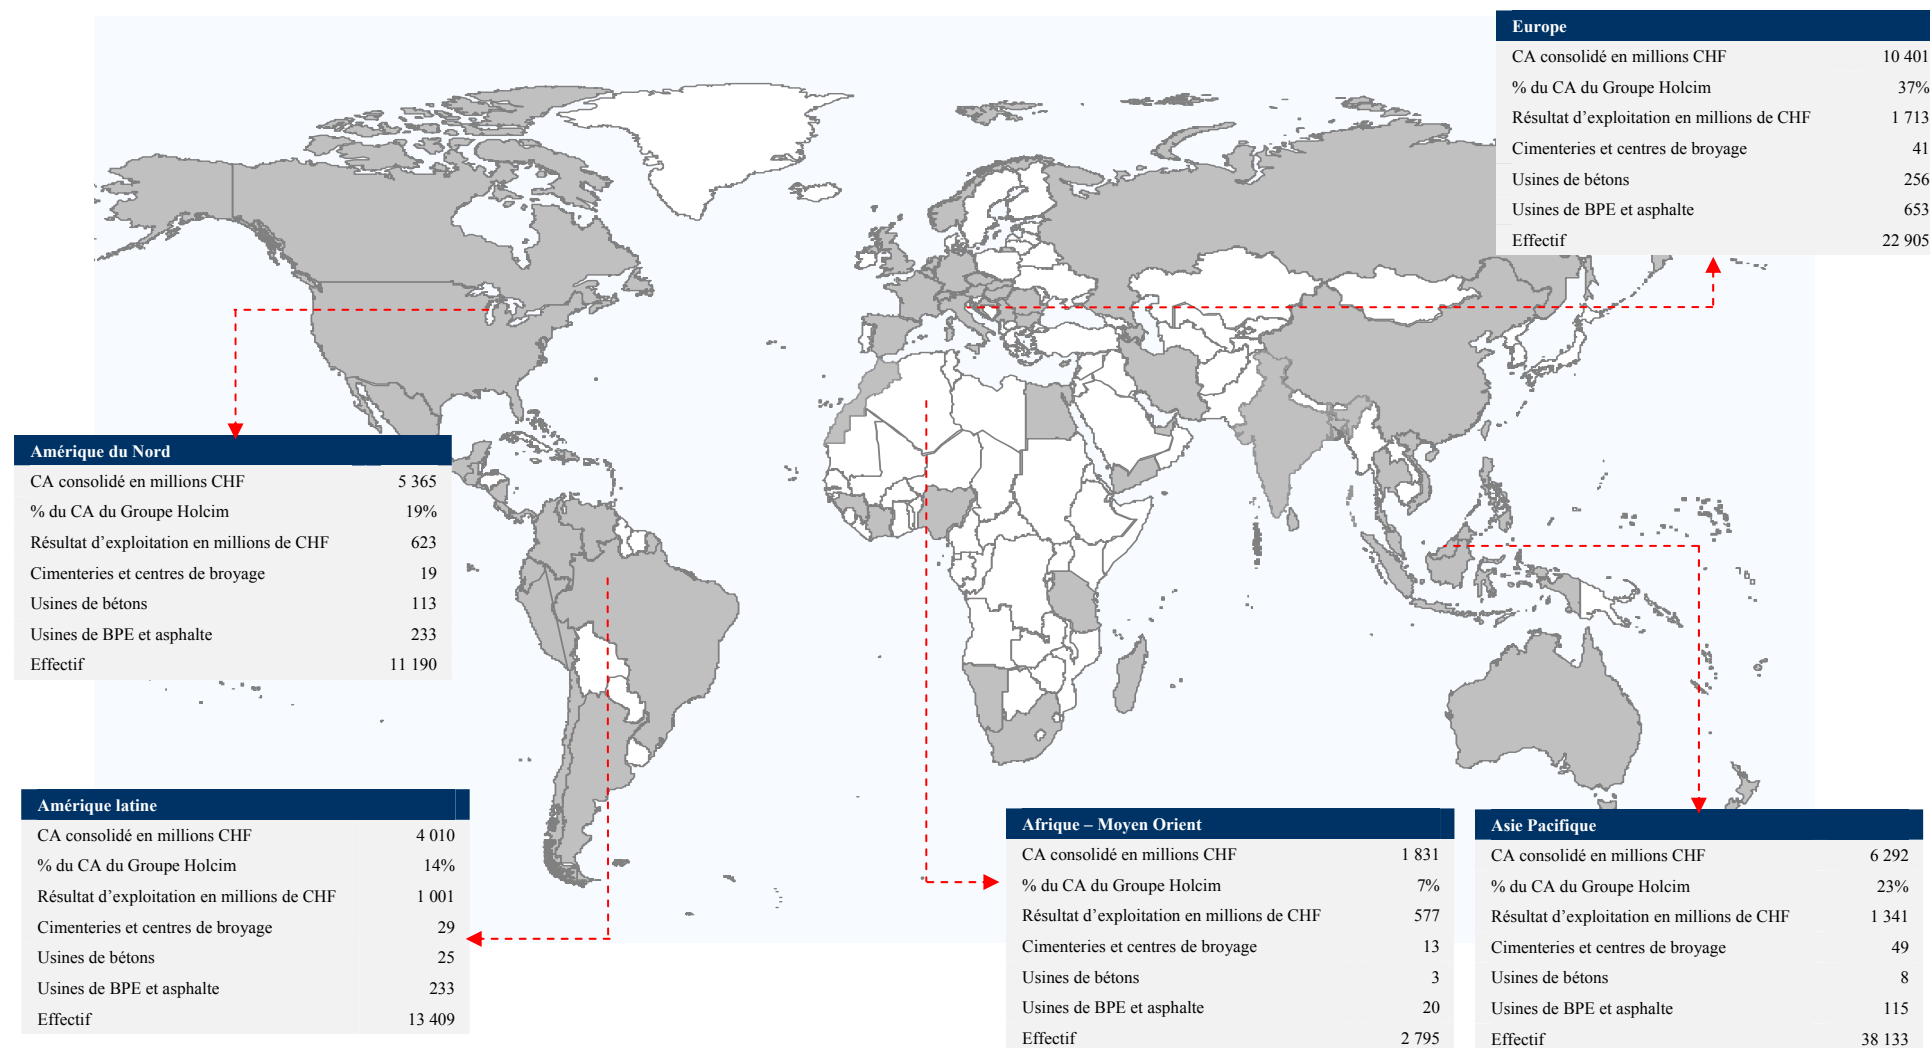 Europe
CA consolidé en millions CHF 10 401
% du CA du Groupe Holcim 37%
Résultat d’exploitation en millions de CHF 1 713
Cimenteries et centres de broyage 41
Usines de bétons 256
Usines de BPE et asphalte 653
Effectif 22 905
Amérique du Nord
CA consolidé en millions CHF 5 365
% du CA du Groupe Holcim 19%
Résultat d’exploitation en millions de CHF 623
Cimenteries et centres de broyage 19
Usines de bétons 113
Usines de BPE et asphalte 233
Effectif 11 190
Amérique latine
CA consolidé en millions CHF 4 010
% du CA du Groupe Holcim 14%
Résultat d’exploitation en millions de CHF 1 001
Cimenteries et centres de broyage 29
Usines de bétons 25
Usines de BPE et asphalte 233
Effectif 13 409
Afrique – Moyen Orient
CA consolidé en millions CHF 1 831
% du CA du Groupe Holcim 7%
Résultat d’exploitation en millions de CHF 577
Cimenteries et centres de broyage 13
Usines de bétons 3
Usines de BPE et asphalte 20
Effectif 2 795
Asie Pacifique
CA consolidé en millions CHF 6 292
% du CA du Groupe Holcim 23%
Résultat d’exploitation en millions de CHF 1 341
Cimenteries et centres de broyage 49
Usines de bétons 8
Usines de BPE et asphalte 115
Effectif 38 133